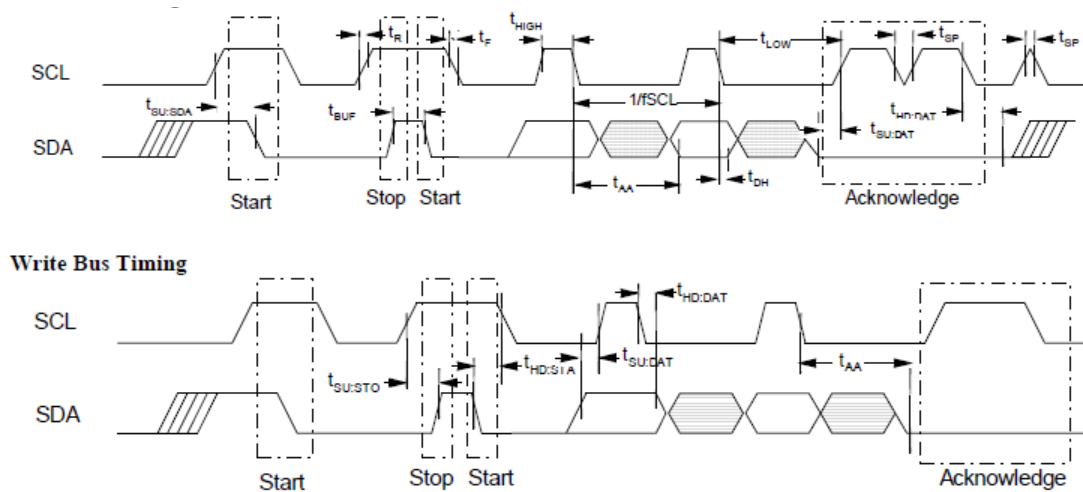 tR tF tHIGH tLOW tSP tSP
SCL
tSU:SDA tBUF 1/fSCL tHD:DAT
tSU:DAT
SDA
tAA tDH
Start Stop Start Acknowledge
Write Bus Timing
tHD:DAT
SCL
tSU:STO tHD:STA tSU:DAT tAA
SDA
Start Stop Start Acknowledge